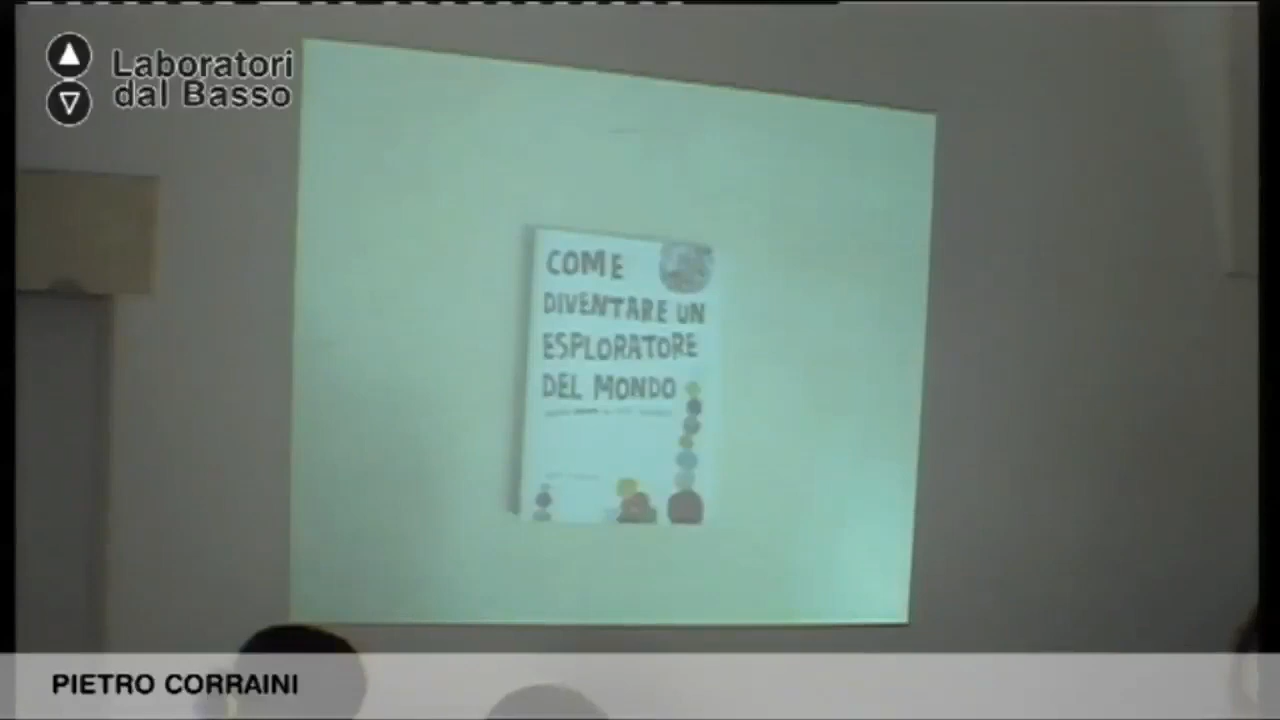 Laboratori
dal Basso
COME
DIVENTARE UN
ESPLORATORE
DEL MONDO
PIETRO CORRAINI